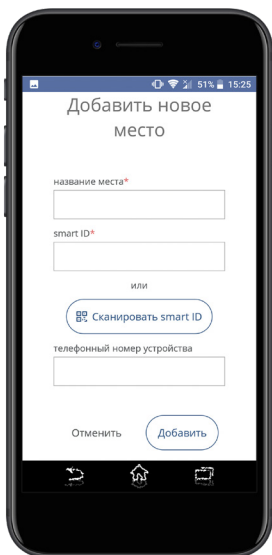 51% 15:25
Добавить новое
место
название места*
smart ID*
или
Сканировать smart ID
телефонный номер устройства
Отменить Добавить